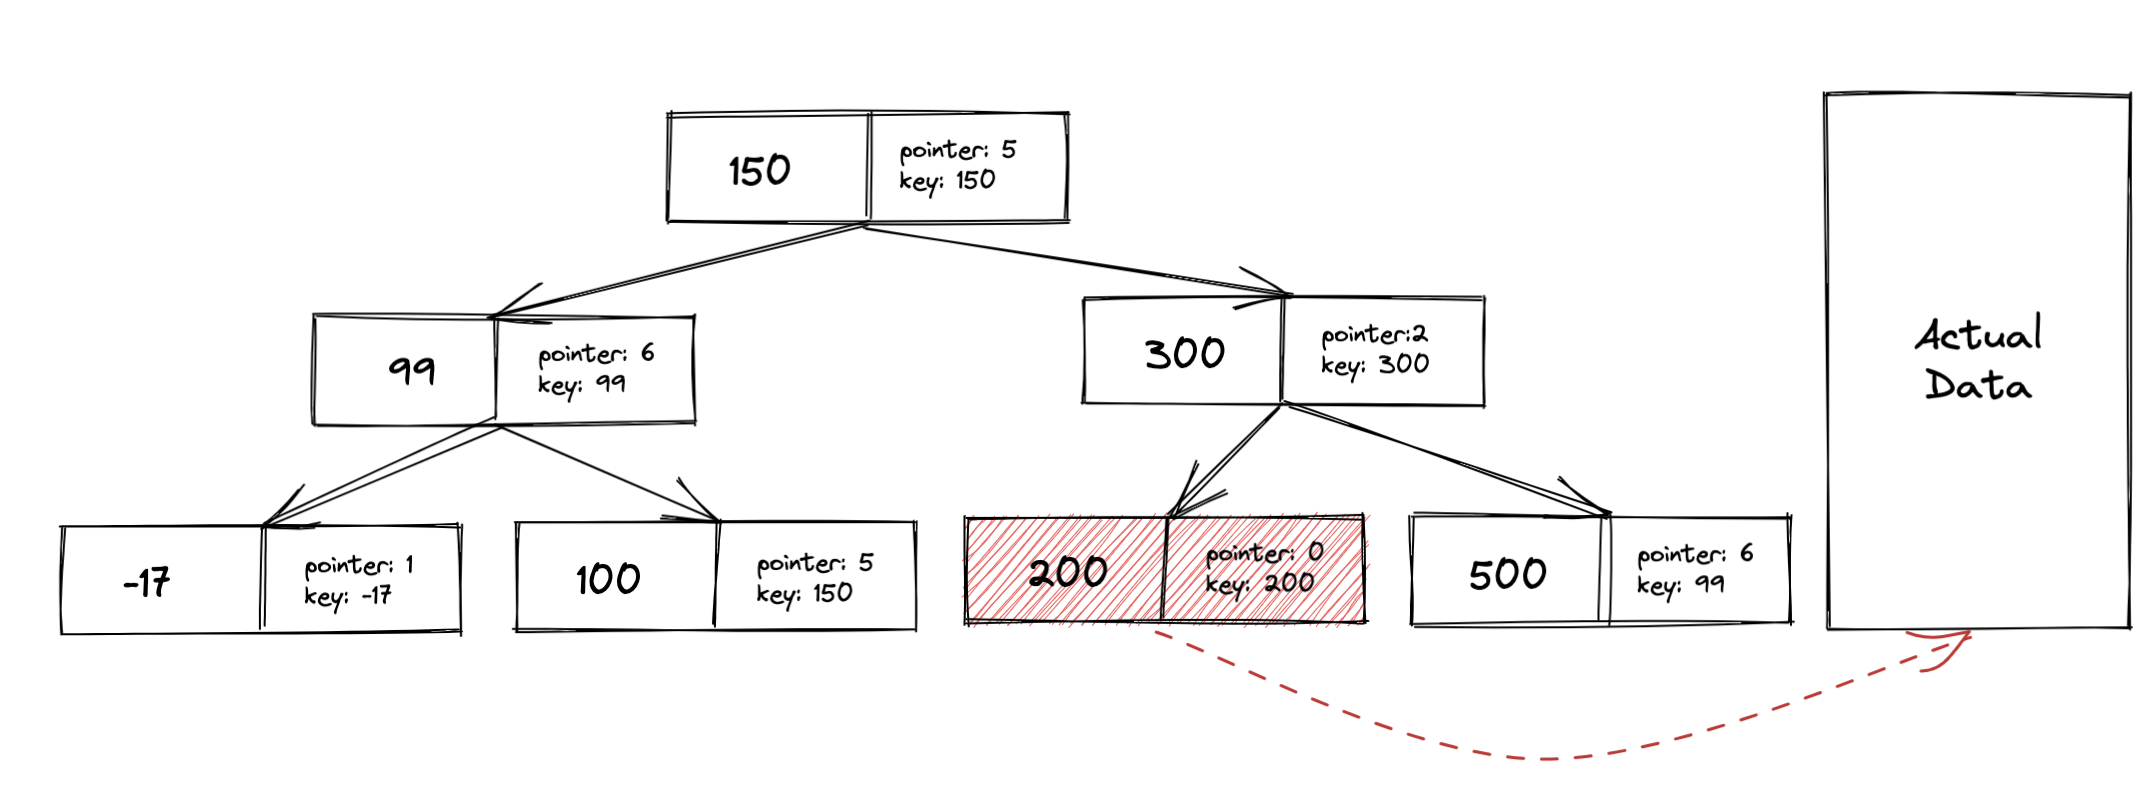 150
pointer: 5
key: 150
99
pointer: 6
key: 99
300
pointer:2
key: 300
-17
pointer: 1
key: -17
100
pointer: 5
key: 150
200
pointer: 0
key: 200
500
pointer: 6
key: 99
Actual
Data